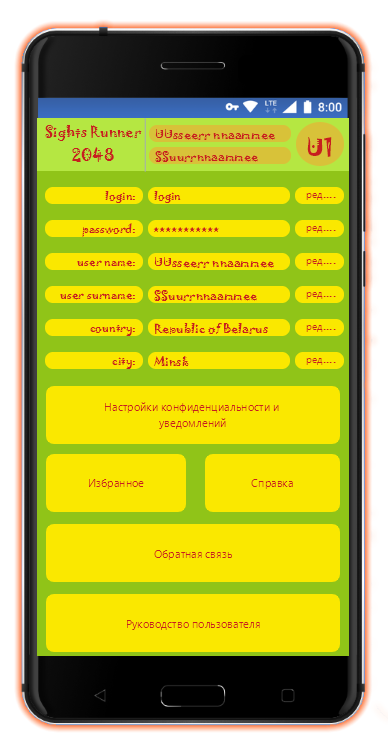 LTE 8:00
Sights Runner
2048
UUsseerr nnaammee
SSuurrnnaammee
U1
login: login ред....
password: *********** ред....
user name: UUsseerr nnaammee ред....
user surname: SSuurrnnaammee ред....
country: Republic of Belarus ред....
city: Minsk ред....
Настройки конфиденциальности и
уведомлений
Избранное Справка
Обратная связь
Руководство пользователя